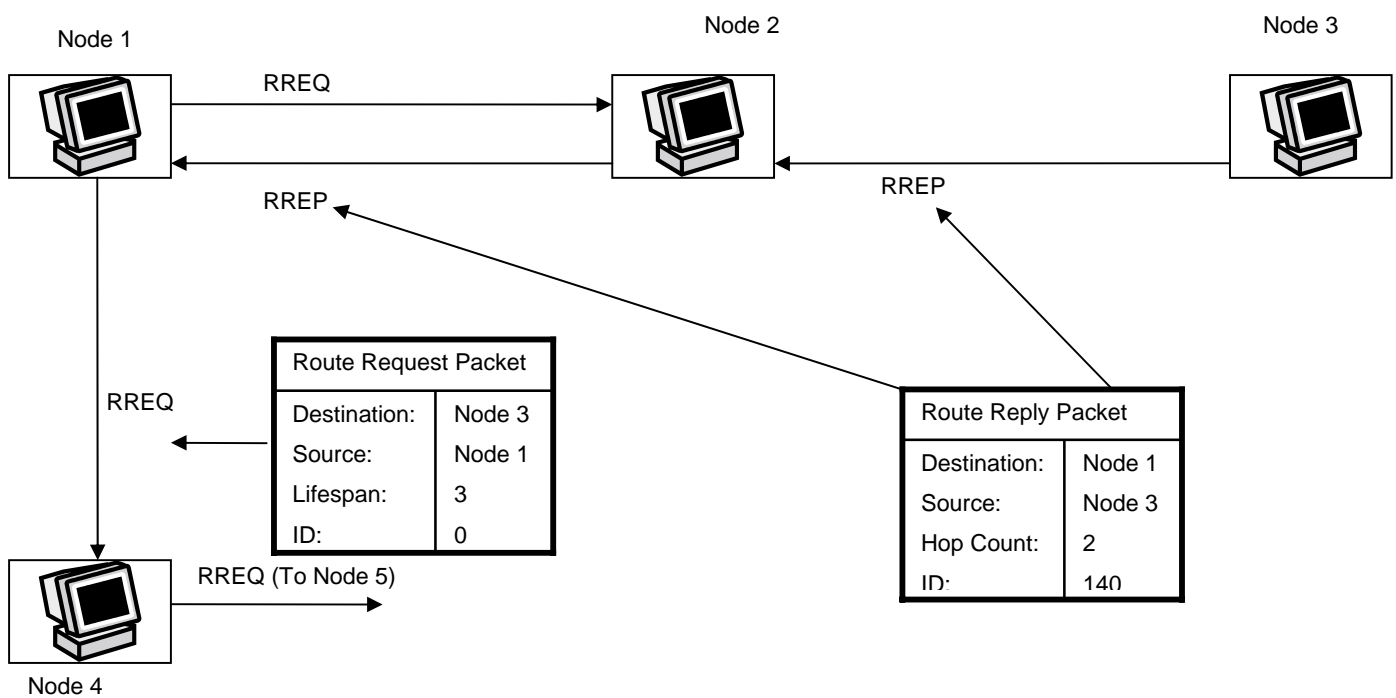 Node 1
Node 2
Node 3
RREQ
RREP
RREP
Route Request Packet
Destination: Node 3
Source: Node 1
Lifespan: 3
ID: 0
RREQ
Route Reply Packet
Destination: Node 1
Source: Node 3
Hop Count: 2
ID: 140
RREQ (To Node 5)
Node 4